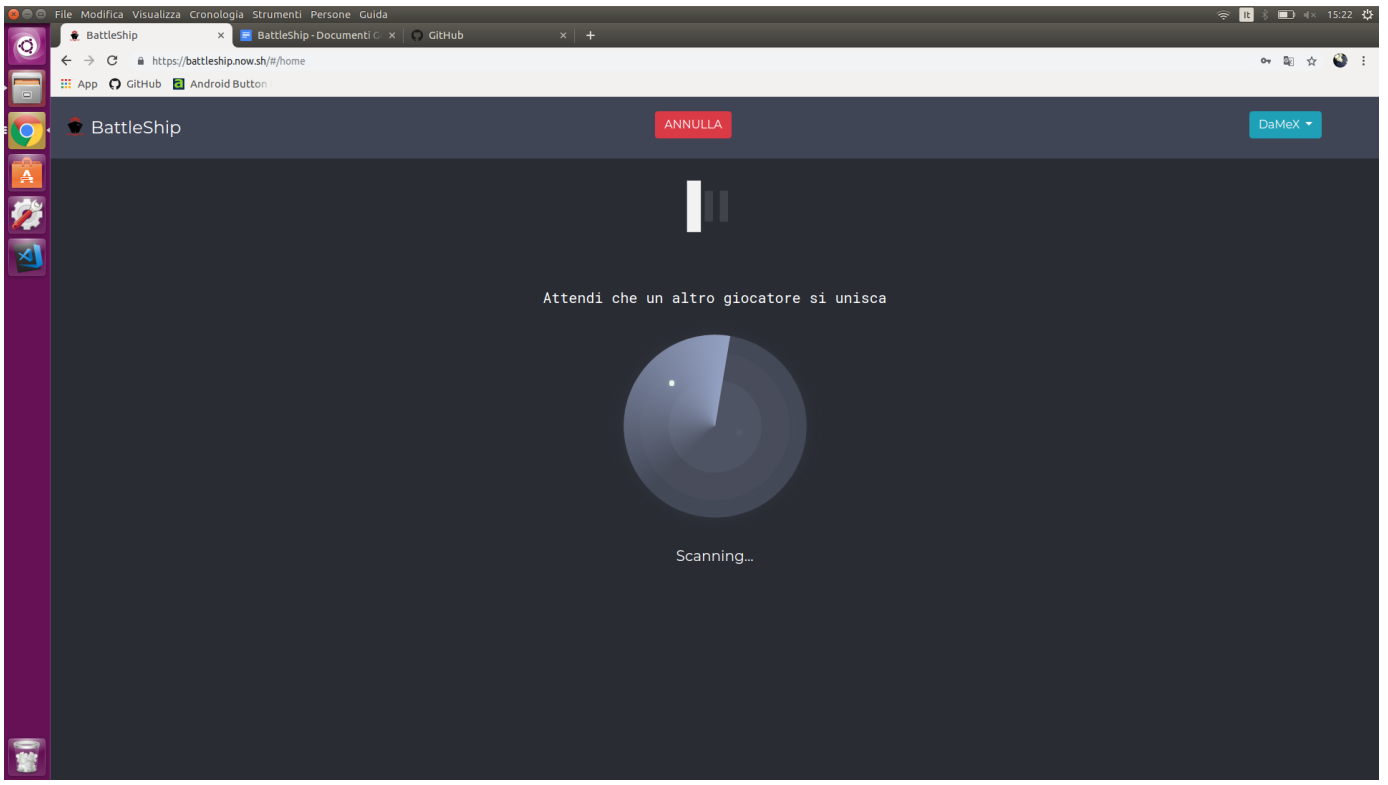 File Modifica Visualizza Cronologia Strumenti Persone Guida
It
15:22
BattleShip
BattleShip - Documenti G
GitHub
https://battleship.now.sh/#/home
App GitHub Android Button
BattleShip
ANNULLA
DaMeX
Attendi che un altro giocatore si unisca
Scanning...